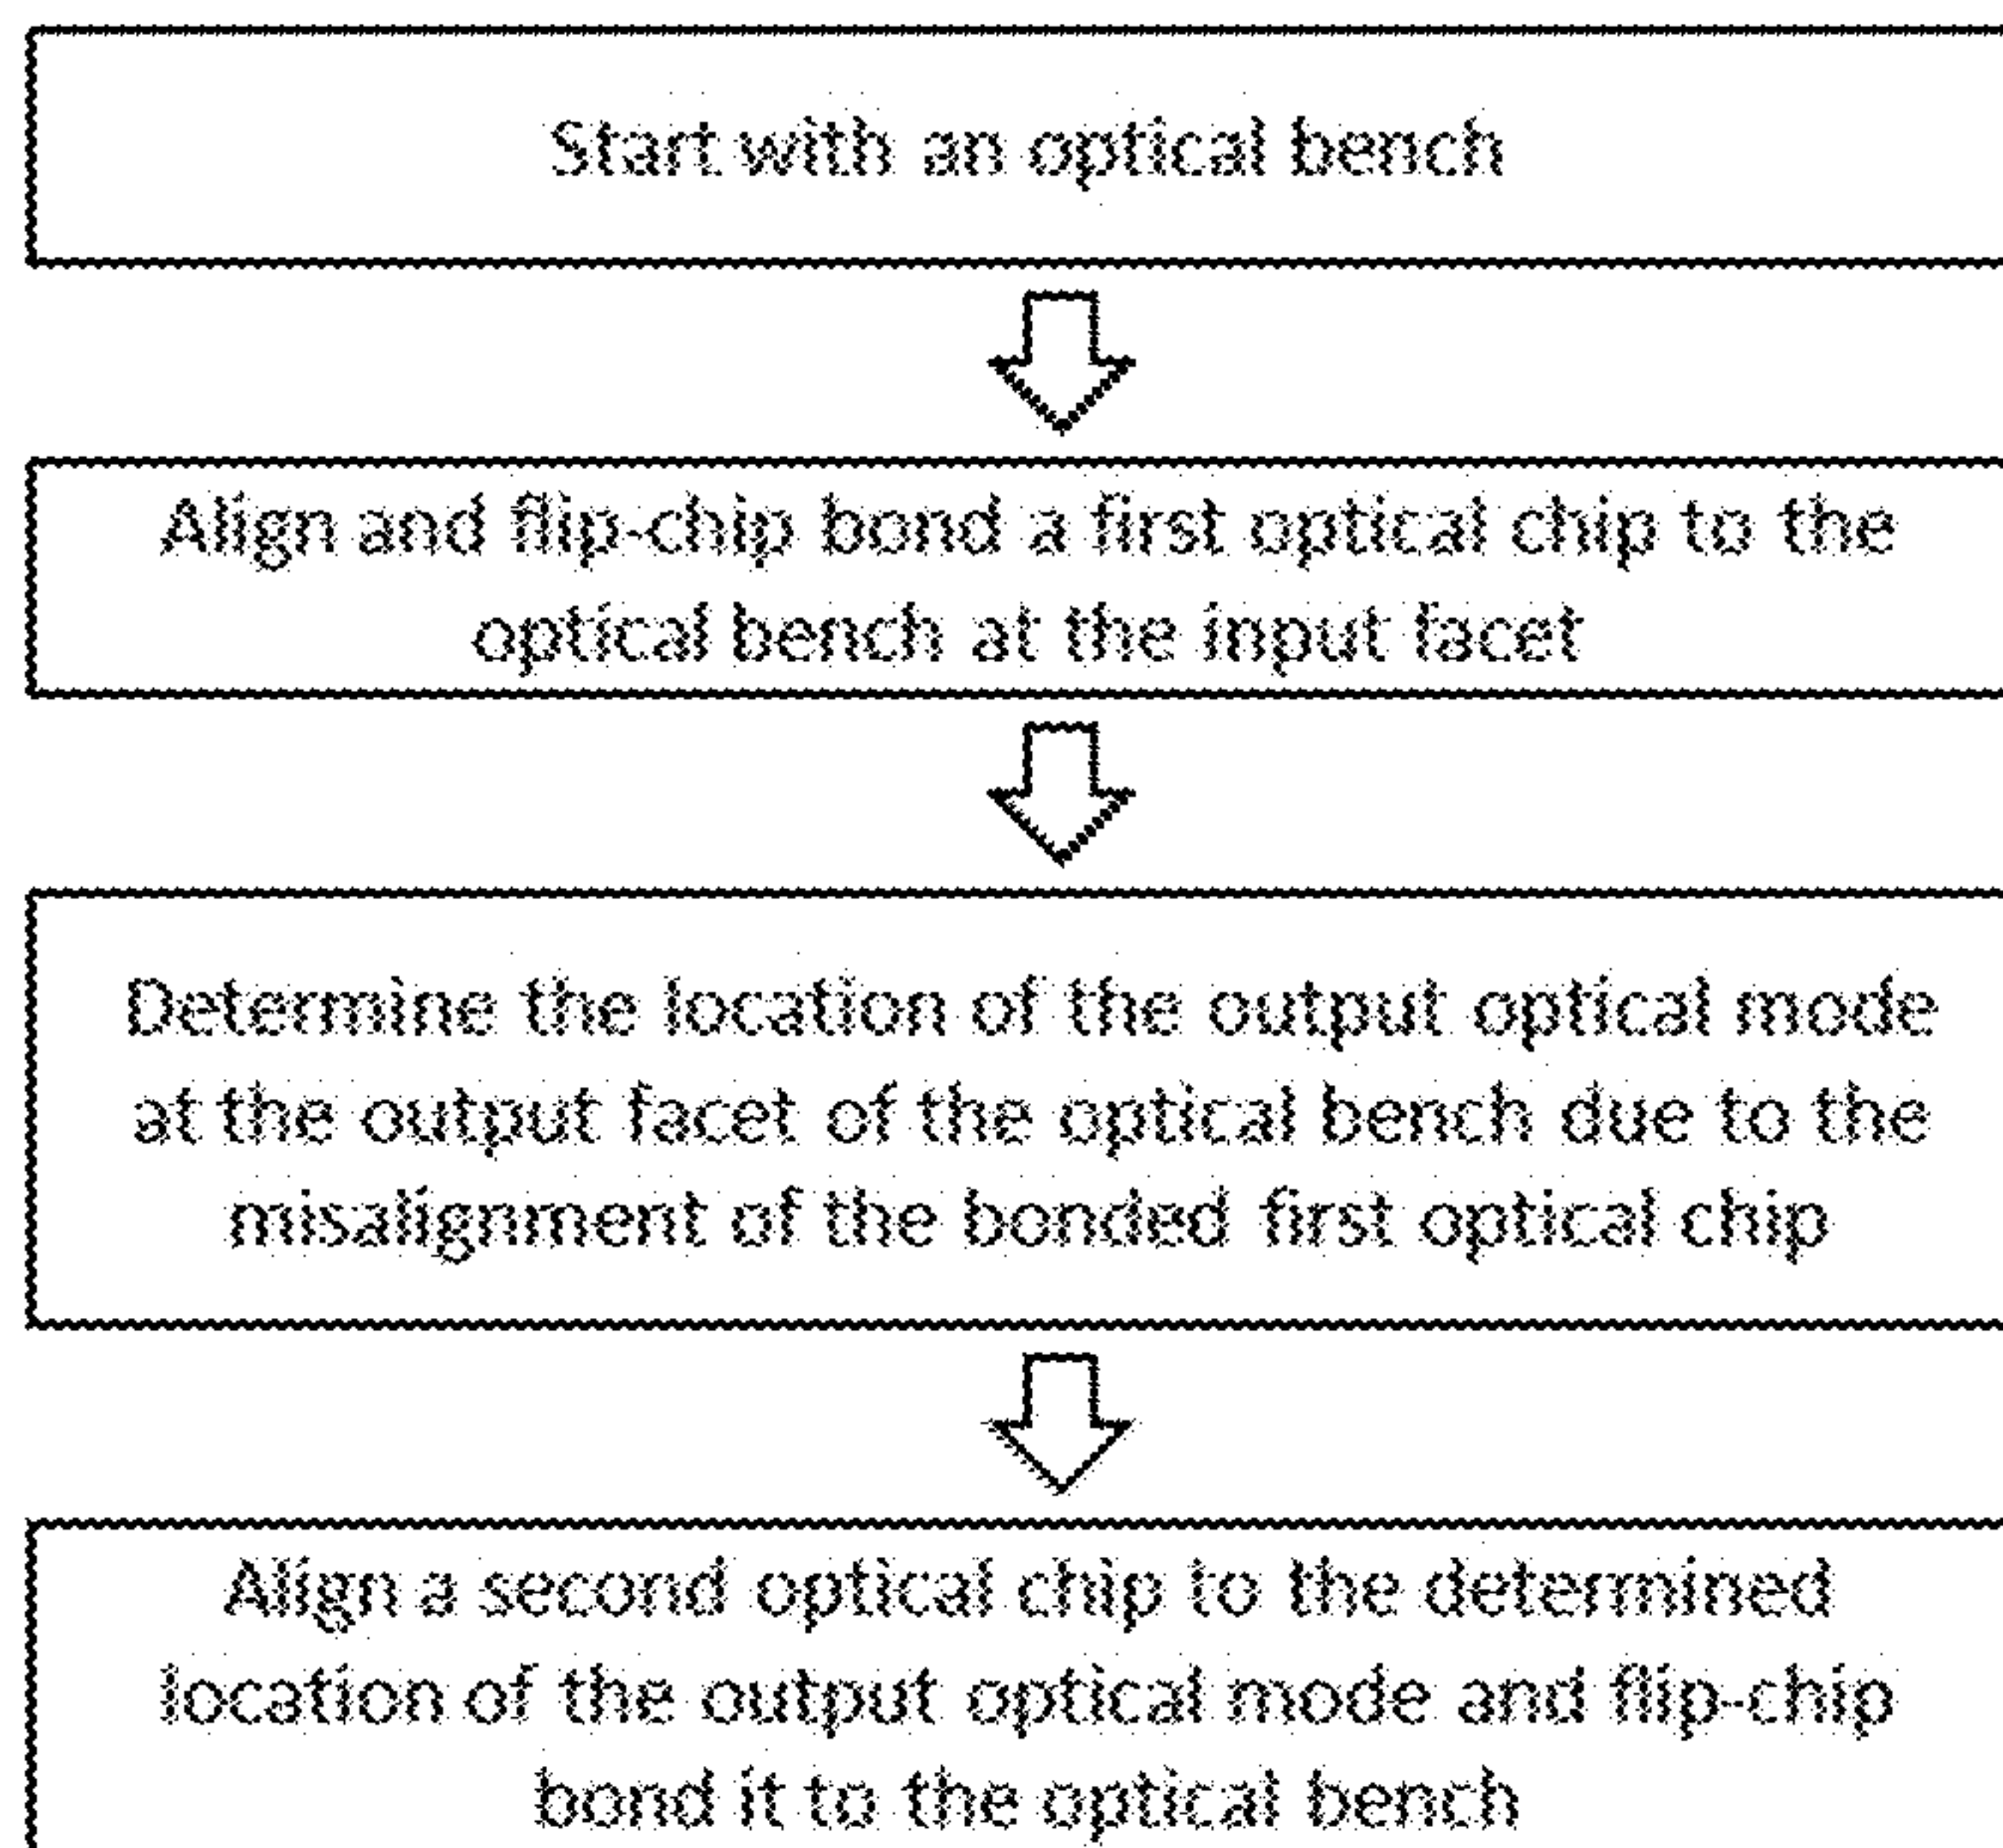 Start with an optical bench
Align and flip-chip bond a first optical chip to the
optical bench at the input facet
Determine the location of the output optical mode
at the output facet of the optical bench due to the
misalignment of the bonded first optical chip
Align a second optical chip to the determined
location of the output optical mode and flip-chip
bond it to the optical bench